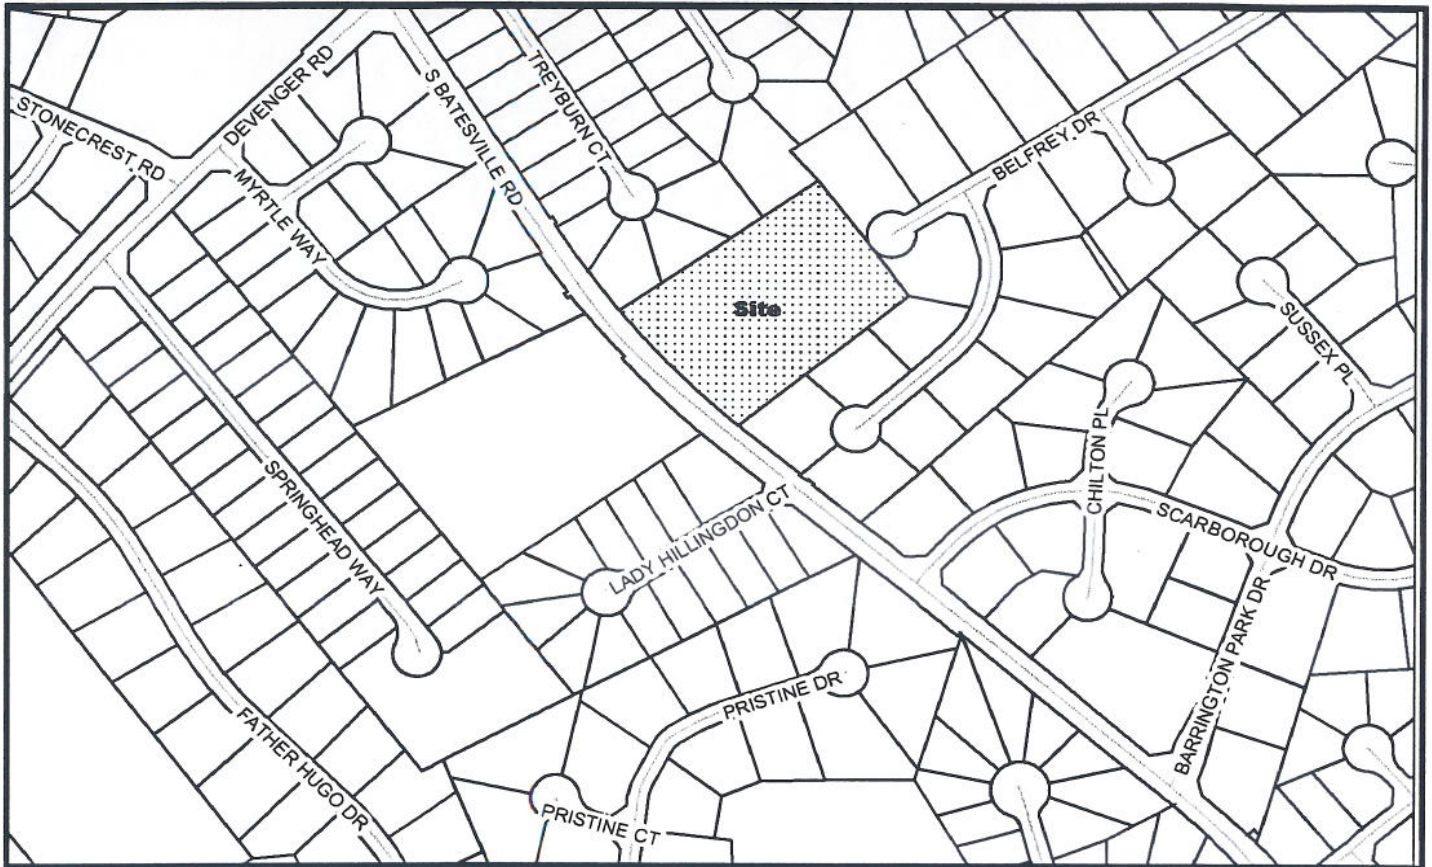 STONECREST RD
DEVENGER RD
S BATESVILLE RD
TREYBURN CT
MYRTLE WAY
BELFREY DR
Site
SUSSEX PL
CHILTON PL
SPRINGHEAD WAY
LADY HILLINGDON CT
SCARBOROUGH DR
BARRINGTON PARK DR
PRISTINE DR
FATHER HUGO DR
PRISTINE CT